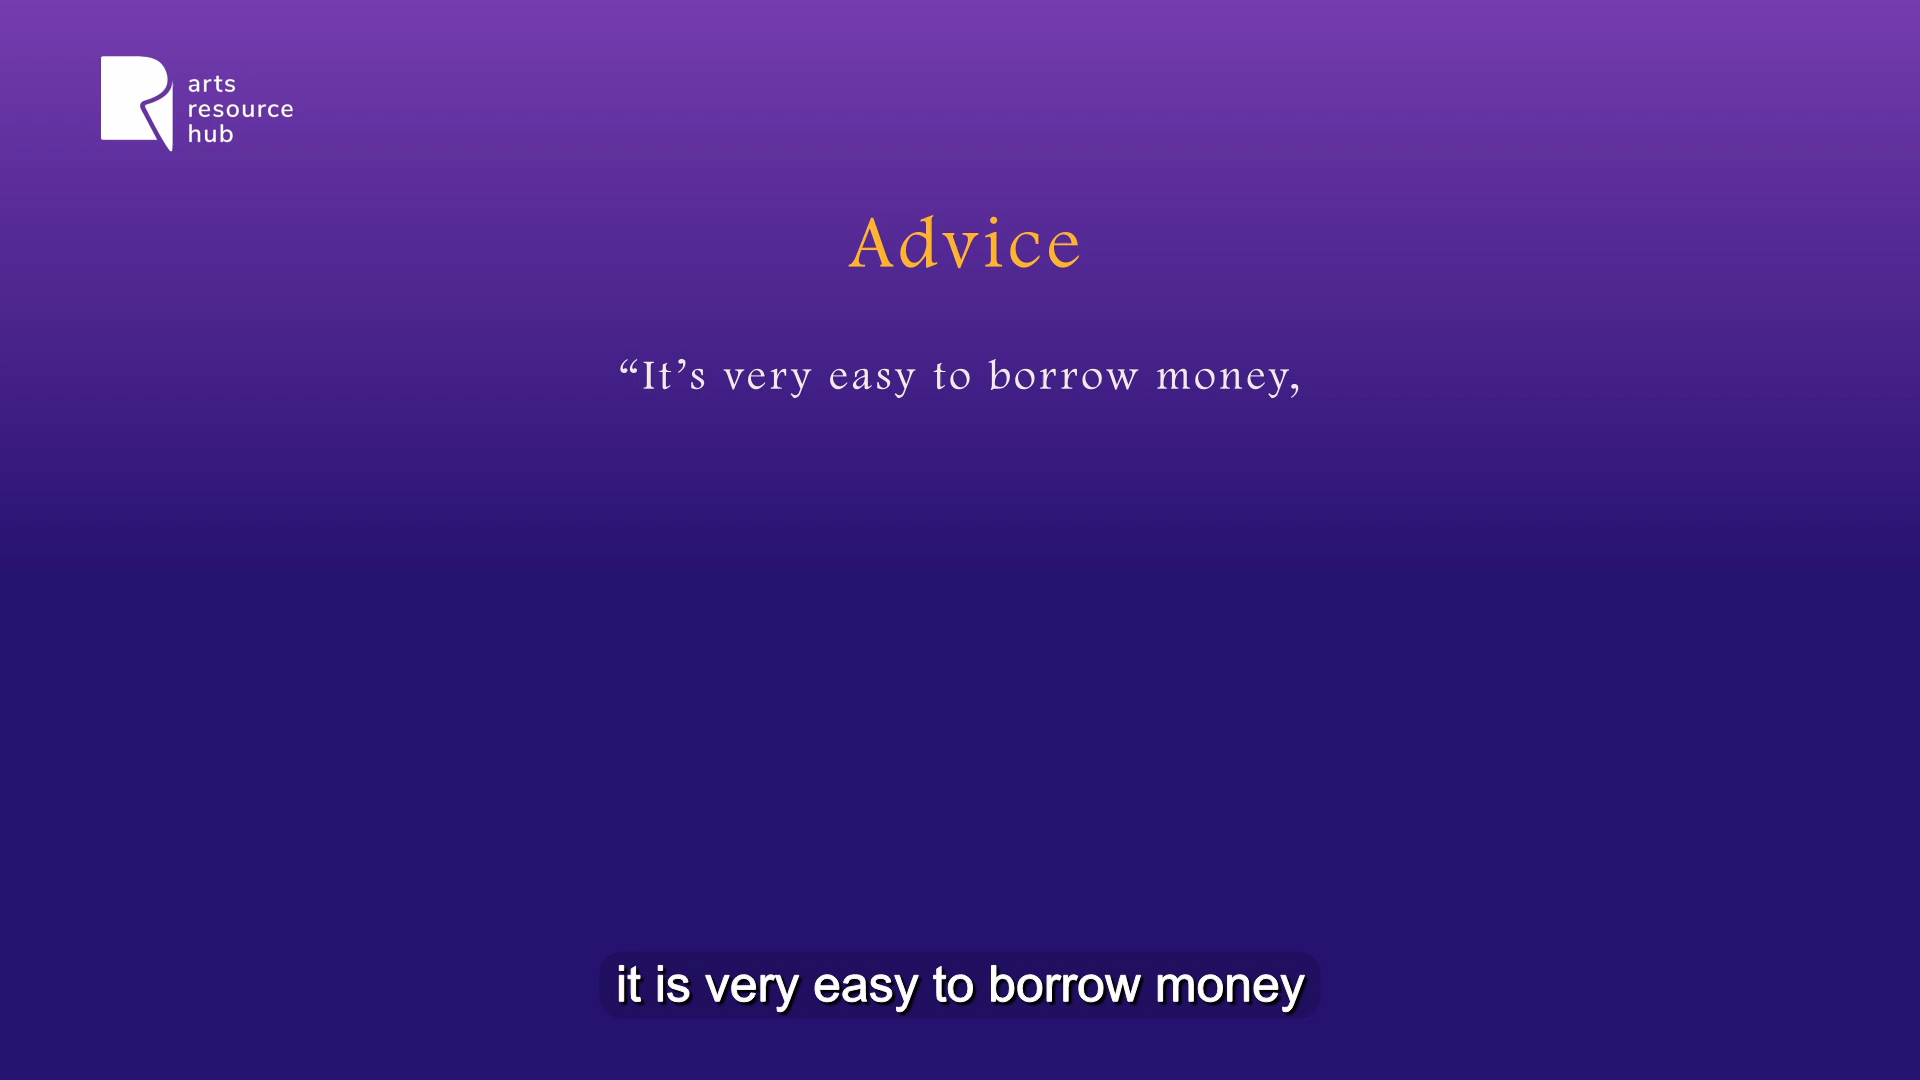 arts
resource
hub
Advice
“It’s very easy to borrow money,
it is very easy to borrow money